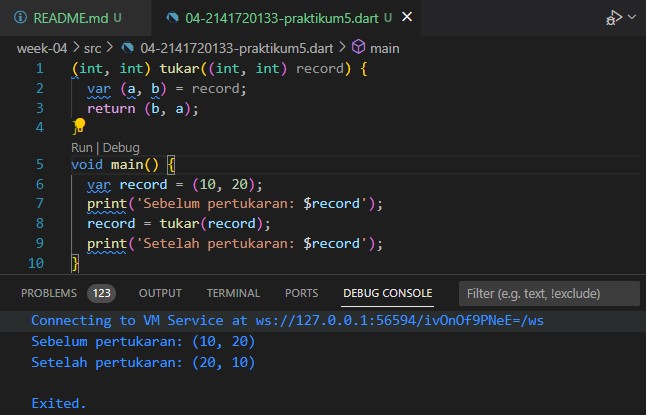 README.md U 04-2141720133-praktikum5.dart U
week-04 > src > 04-2141720133-praktikum5.dart > main
1 (int, int) tukar((int, int) record) {
2 var (a, b) = record;
3 return (b, a);
4 }
Run | Debug
5 void main() {
6 var record = (10, 20);
7 print('Sebelum pertukaran: $record');
8 record = tukar(record);
9 print('Setelah pertukaran: $record');
10 }
PROBLEMS 123 OUTPUT TERMINAL PORTS DEBUG CONSOLE Filter (e.g. text, !exclude)
Connecting to VM Service at ws://127.0.0.1:56594/ivOnOf9PNeE=/ws
Sebelum pertukaran: (10, 20)
Setelah pertukaran: (20, 10)
Exited.